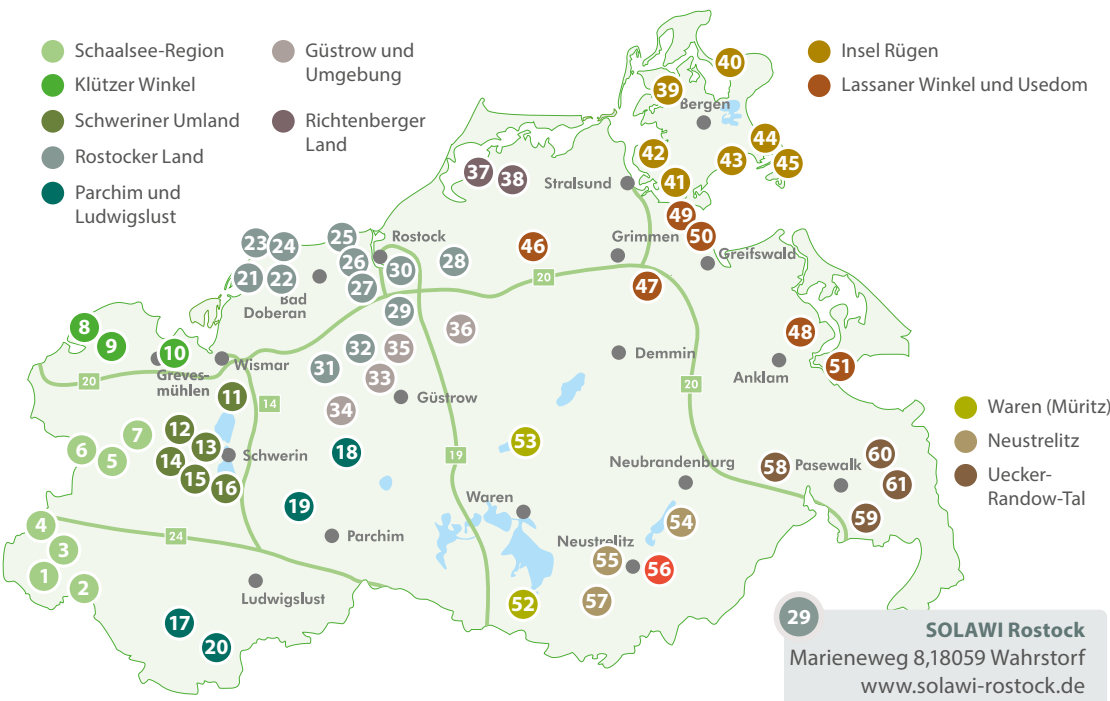 Schaalsee-Region
Klützer Winkel
Schweriner Umland
Rostocker Land
Parchim und
Ludwigslust
Güstrow und
Umgebung
Richtenberger
Land
Insel Rügen
Lassaner Winkel und Usedom
40
39
Bergen
44
42
43
45
41
37
38
Stralsund
49
50
23
24
25
Rostock
46
Grimmen
Greifswald
26
30
28
21
22
27
20
47
Bad
Doberan
29
8
9
10
36
48
32
35
Wismar
Demmin
51
Greves-
mühlen
31
33
Anklam
20
20
11
14
34
Güstrow
12
7
13
18
53
6
5
14
Schwerin
19
Neubrandenburg
58
Pasewalk
60
15
16
61
Waren (Müritz)
Neustrelitz
Uecker-
Randow-Tal
19
Waren
59
4
24
Parchim
54
3
Neustrelitz
55
56
1
2
Ludwigslust
52
57
17
20
29
SOLAWI Rostock
Marieneweg 8,18059 Wahrstorf
www.solawi-rostock.de